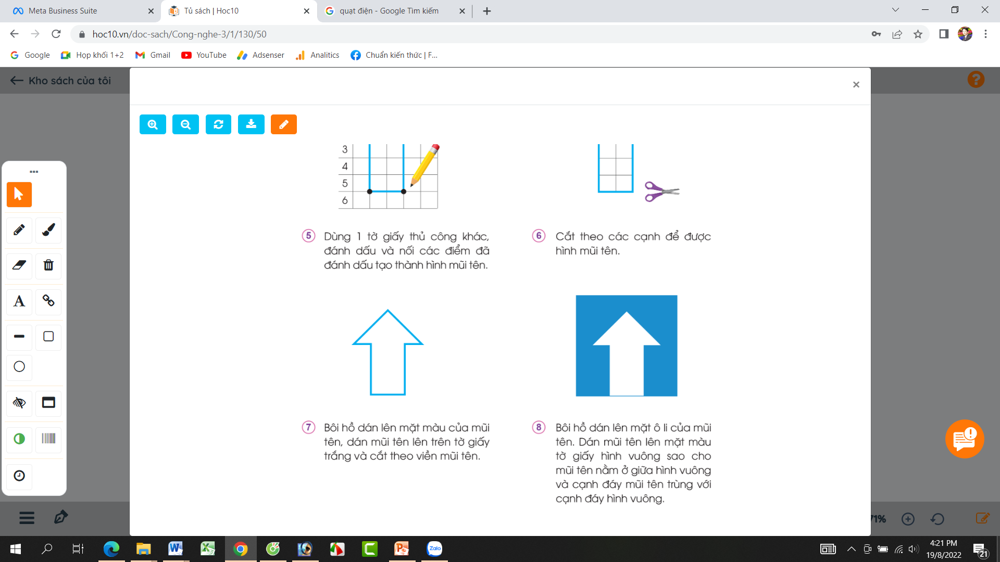 Meta Business Suite
Tủ sách | Hoc10
quạt điện - Google Tìm kiếm
hoc10.vn/doc-sach/Cong-nghe-3/1/130/50
Google
Họp khối 1+2
Gmail
YouTube
Adsenser
Analitics
Chuẩn kiến thức | F...
Kho sách của tôi
3
4
5
6
5 Dùng 1 tờ giấy thủ công khác,
đánh dấu và nối các điểm đã
đánh dấu tạo thành hình mũi tên.
6 Cắt theo các cạnh để được
hình mũi tên.
7 Bôi hồ dán lên mặt màu của mũi
tên, dán mũi tên lên trên tờ giấy
trắng và cắt theo viền mũi tên.
8 Bôi hồ dán lên mặt ô li của mũi
tên. Dán mũi tên lên mặt màu
tờ giấy hình vuông sao cho
mũi tên nằm ở giữa hình vuông
và cạnh đáy mũi tên trùng với
cạnh đáy hình vuông.
A
71%
Zalo
4:21 PM
19/8/2022
21